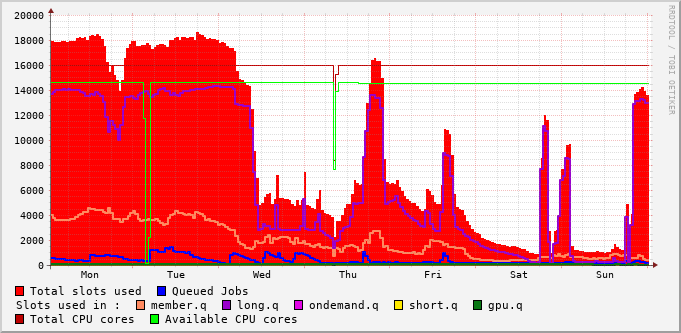 RRDTOOL / TOBI OETIKER
20000
18000
16000
14000
12000
10000
8000
6000
4000
2000
0
Mon Tue Wed Thu Fri Sat Sun
Total slots used Queued Jobs
Slots used in : member.q long.q ondemand.q short.q gpu.q
Total CPU cores Available CPU cores